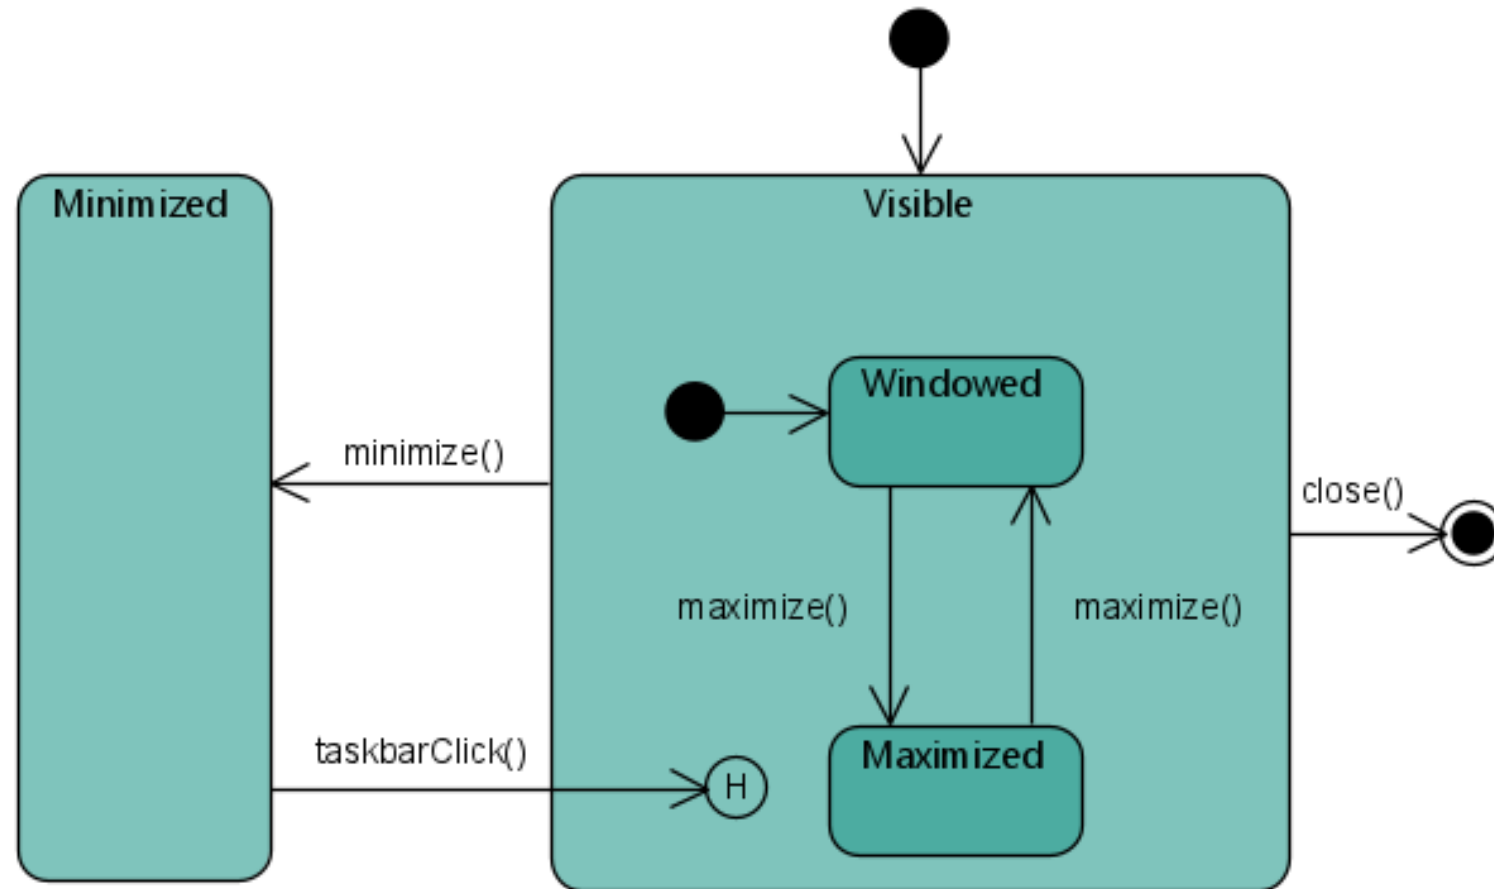 Minimized
Visible
Windowed
minimize()
close()
maximize()
maximize()
taskbarClick()
Maximized
H